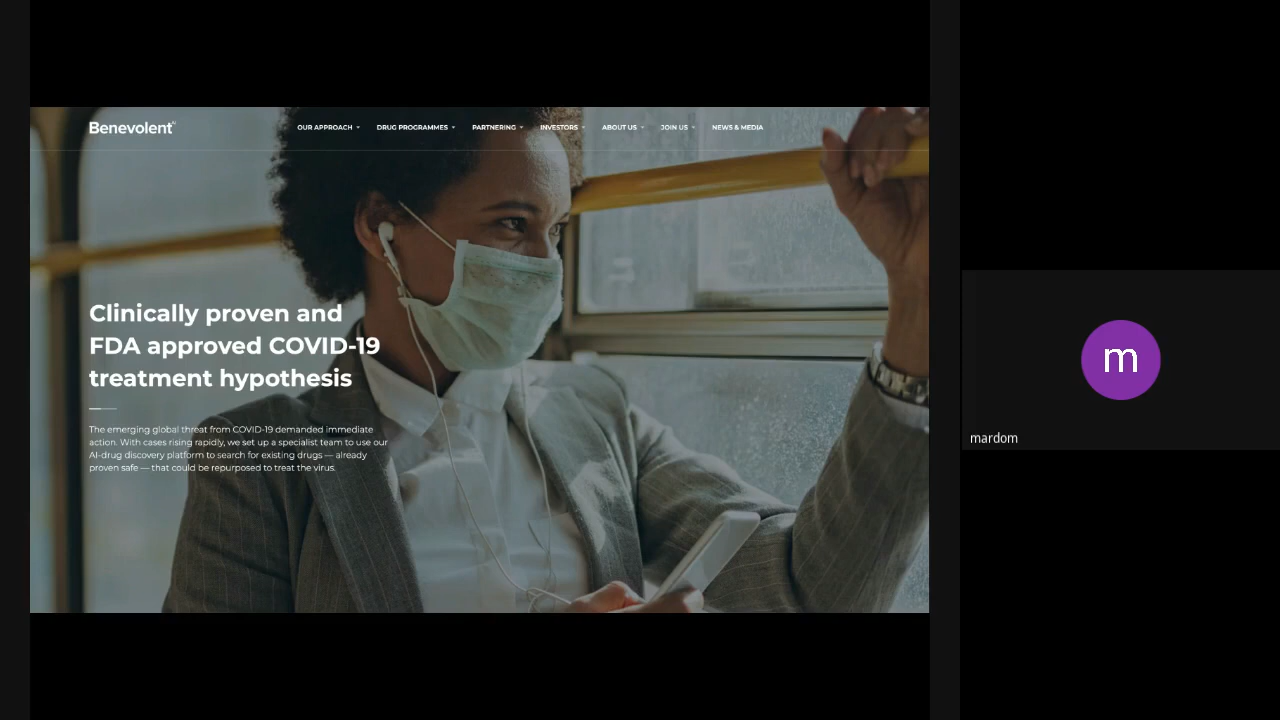 Benevolent AI
OUR APPROACH DRUG PROGRAMMES PARTNERING INVESTORS ABOUT US JOIN US NEWS & MEDIA
Clinically proven and
FDA approved COVID-19
treatment hypothesis
The emerging global threat from COVID-19 demanded immediate
action. With cases rising rapidly, we set up a specialist team to use our
AI-drug discovery platform to search for existing drugs — already
proven safe — that could be repurposed to treat the virus.
m
mardom